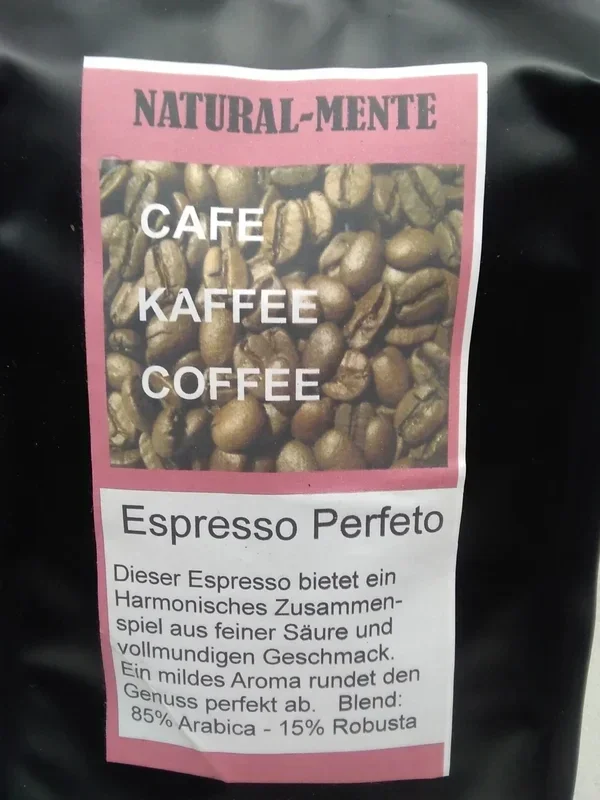 NATURAL-MENTE
CAFE
KAFFEE
COFFEE
Espresso Perfeto
Dieser Espresso bietet ein
Harmonisches Zusammen-
spiel aus feiner Säure und
vollmundigen Geschmack.
Ein mildes Aroma rundet den
Genuss perfekt ab. Blend:
85% Arabica - 15% Robusta